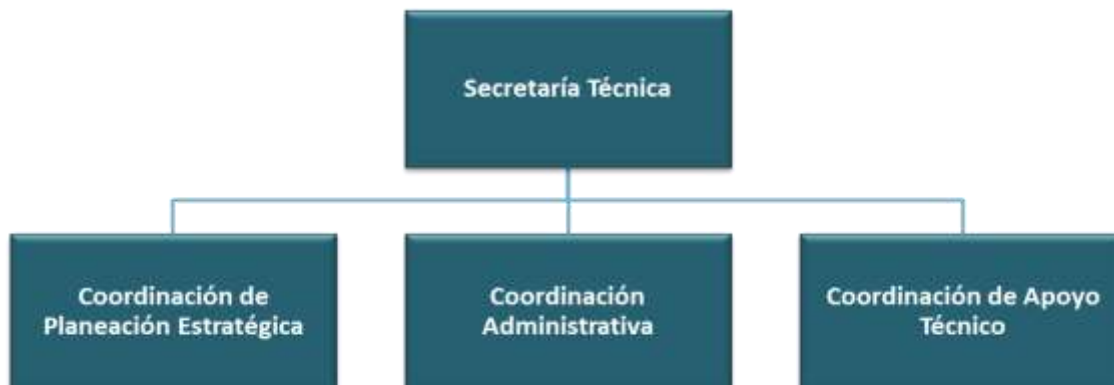 Secretaría Técnica
Coordinación de
Planeación Estratégica
Coordinación
Administrativa
Coordinación de Apoyo
Técnico